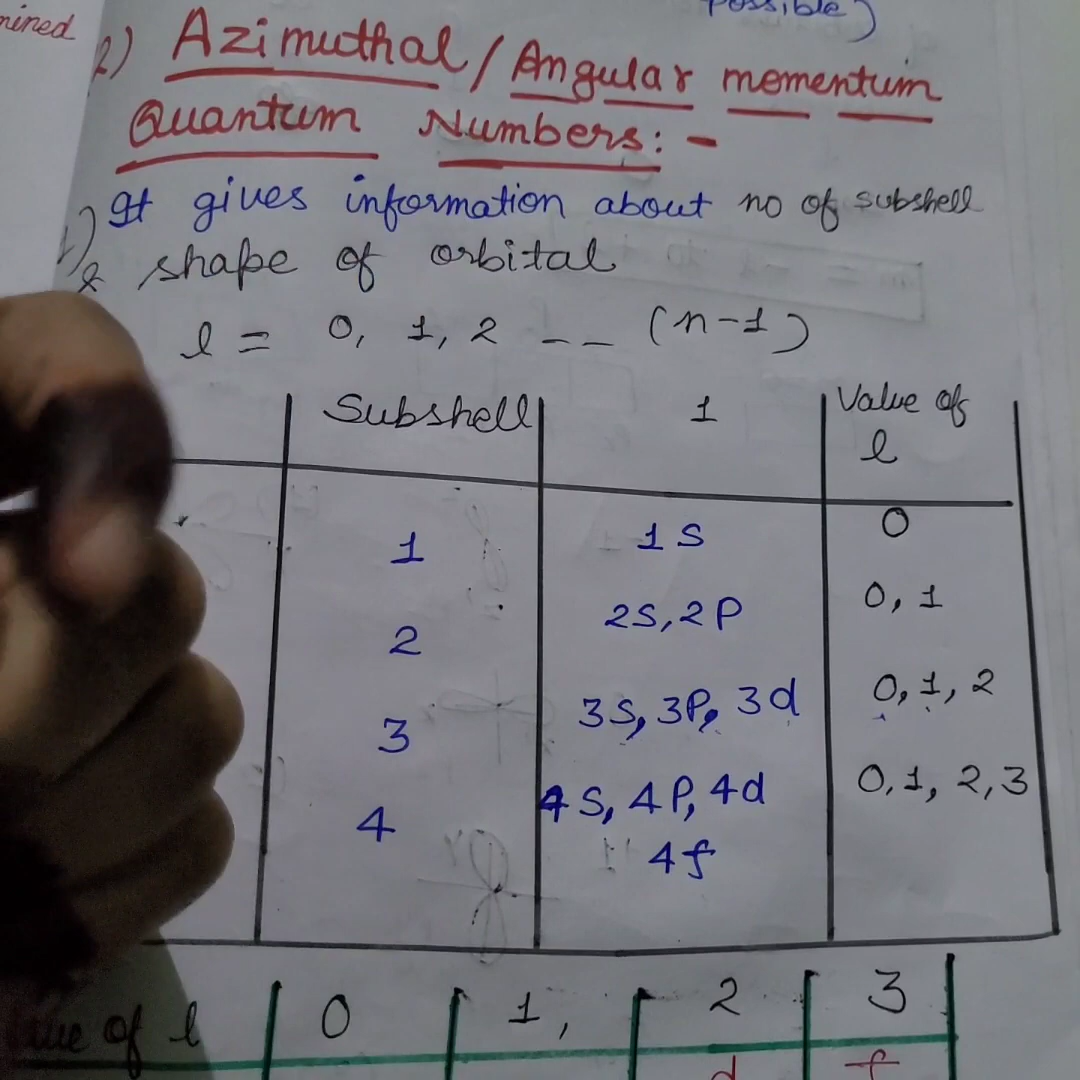 possible)
mined
2) Azimuthal / Angular momentum
Quantum Numbers: -
1) It gives information about no of subshell
& shape of orbital
l = 0, 1, 2 -- (n-1)
Subshell 1 Value of l
1 1S 0
2 2S, 2P 0, 1
3 3S, 3P, 3d 0, 1, 2
4 4S, 4P, 4d 0, 1, 2, 3
4f
of l 0 1, 2 3
d f